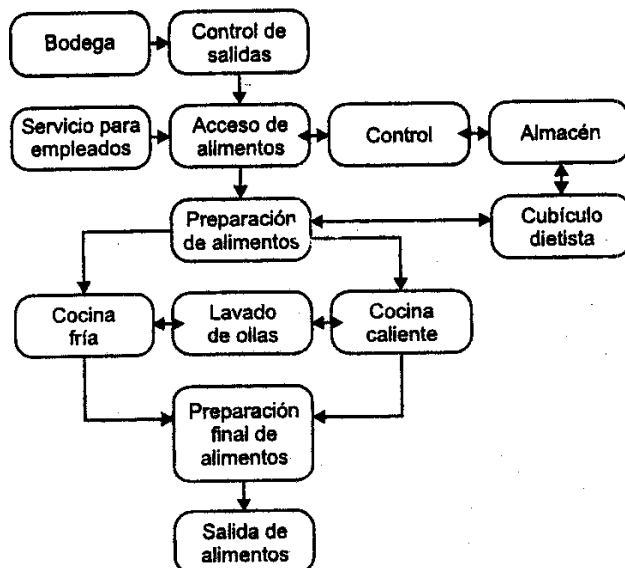 Bodega
Control de
salidas
Servicio para
empleados
Acceso de
alimentos
Control
Almacén
Preparación
de alimentos
Cubículo
dietista
Cocina
fría
Lavado
de ollas
Cocina
caliente
Preparación
final de
alimentos
Salida de
alimentos